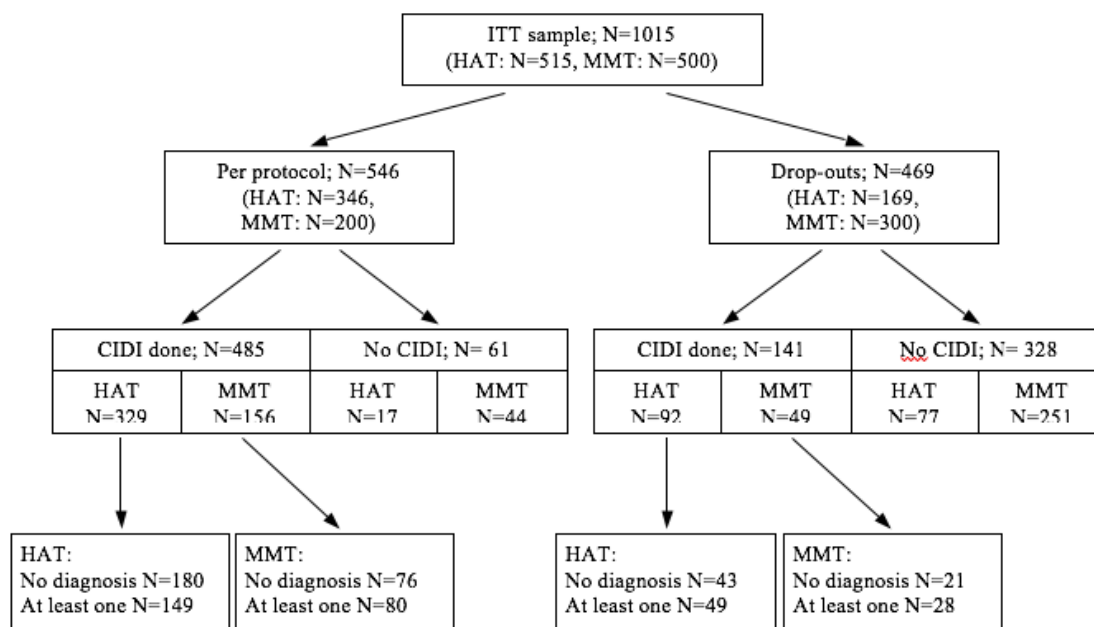 ITT sample; N=1015
(HAT: N=515, MMT: N=500)
Per protocol; N=546
(HAT: N=346,
MMT: N=200)
Drop-outs; N=469
(HAT: N=169,
MMT: N=300)
CIDI done; N=485
No CIDI; N= 61
HAT
N=329
MMT
N=156
HAT
N=17
MMT
N=44
CIDI done; N=141
No CIDI; N= 328
HAT
N=92
MMT
N=49
HAT
N=77
MMT
N=251
HAT:
No diagnosis N=180
At least one N=149
MMT:
No diagnosis N=76
At least one N=80
HAT:
No diagnosis N=43
At least one N=49
MMT:
No diagnosis N=21
At least one N=28